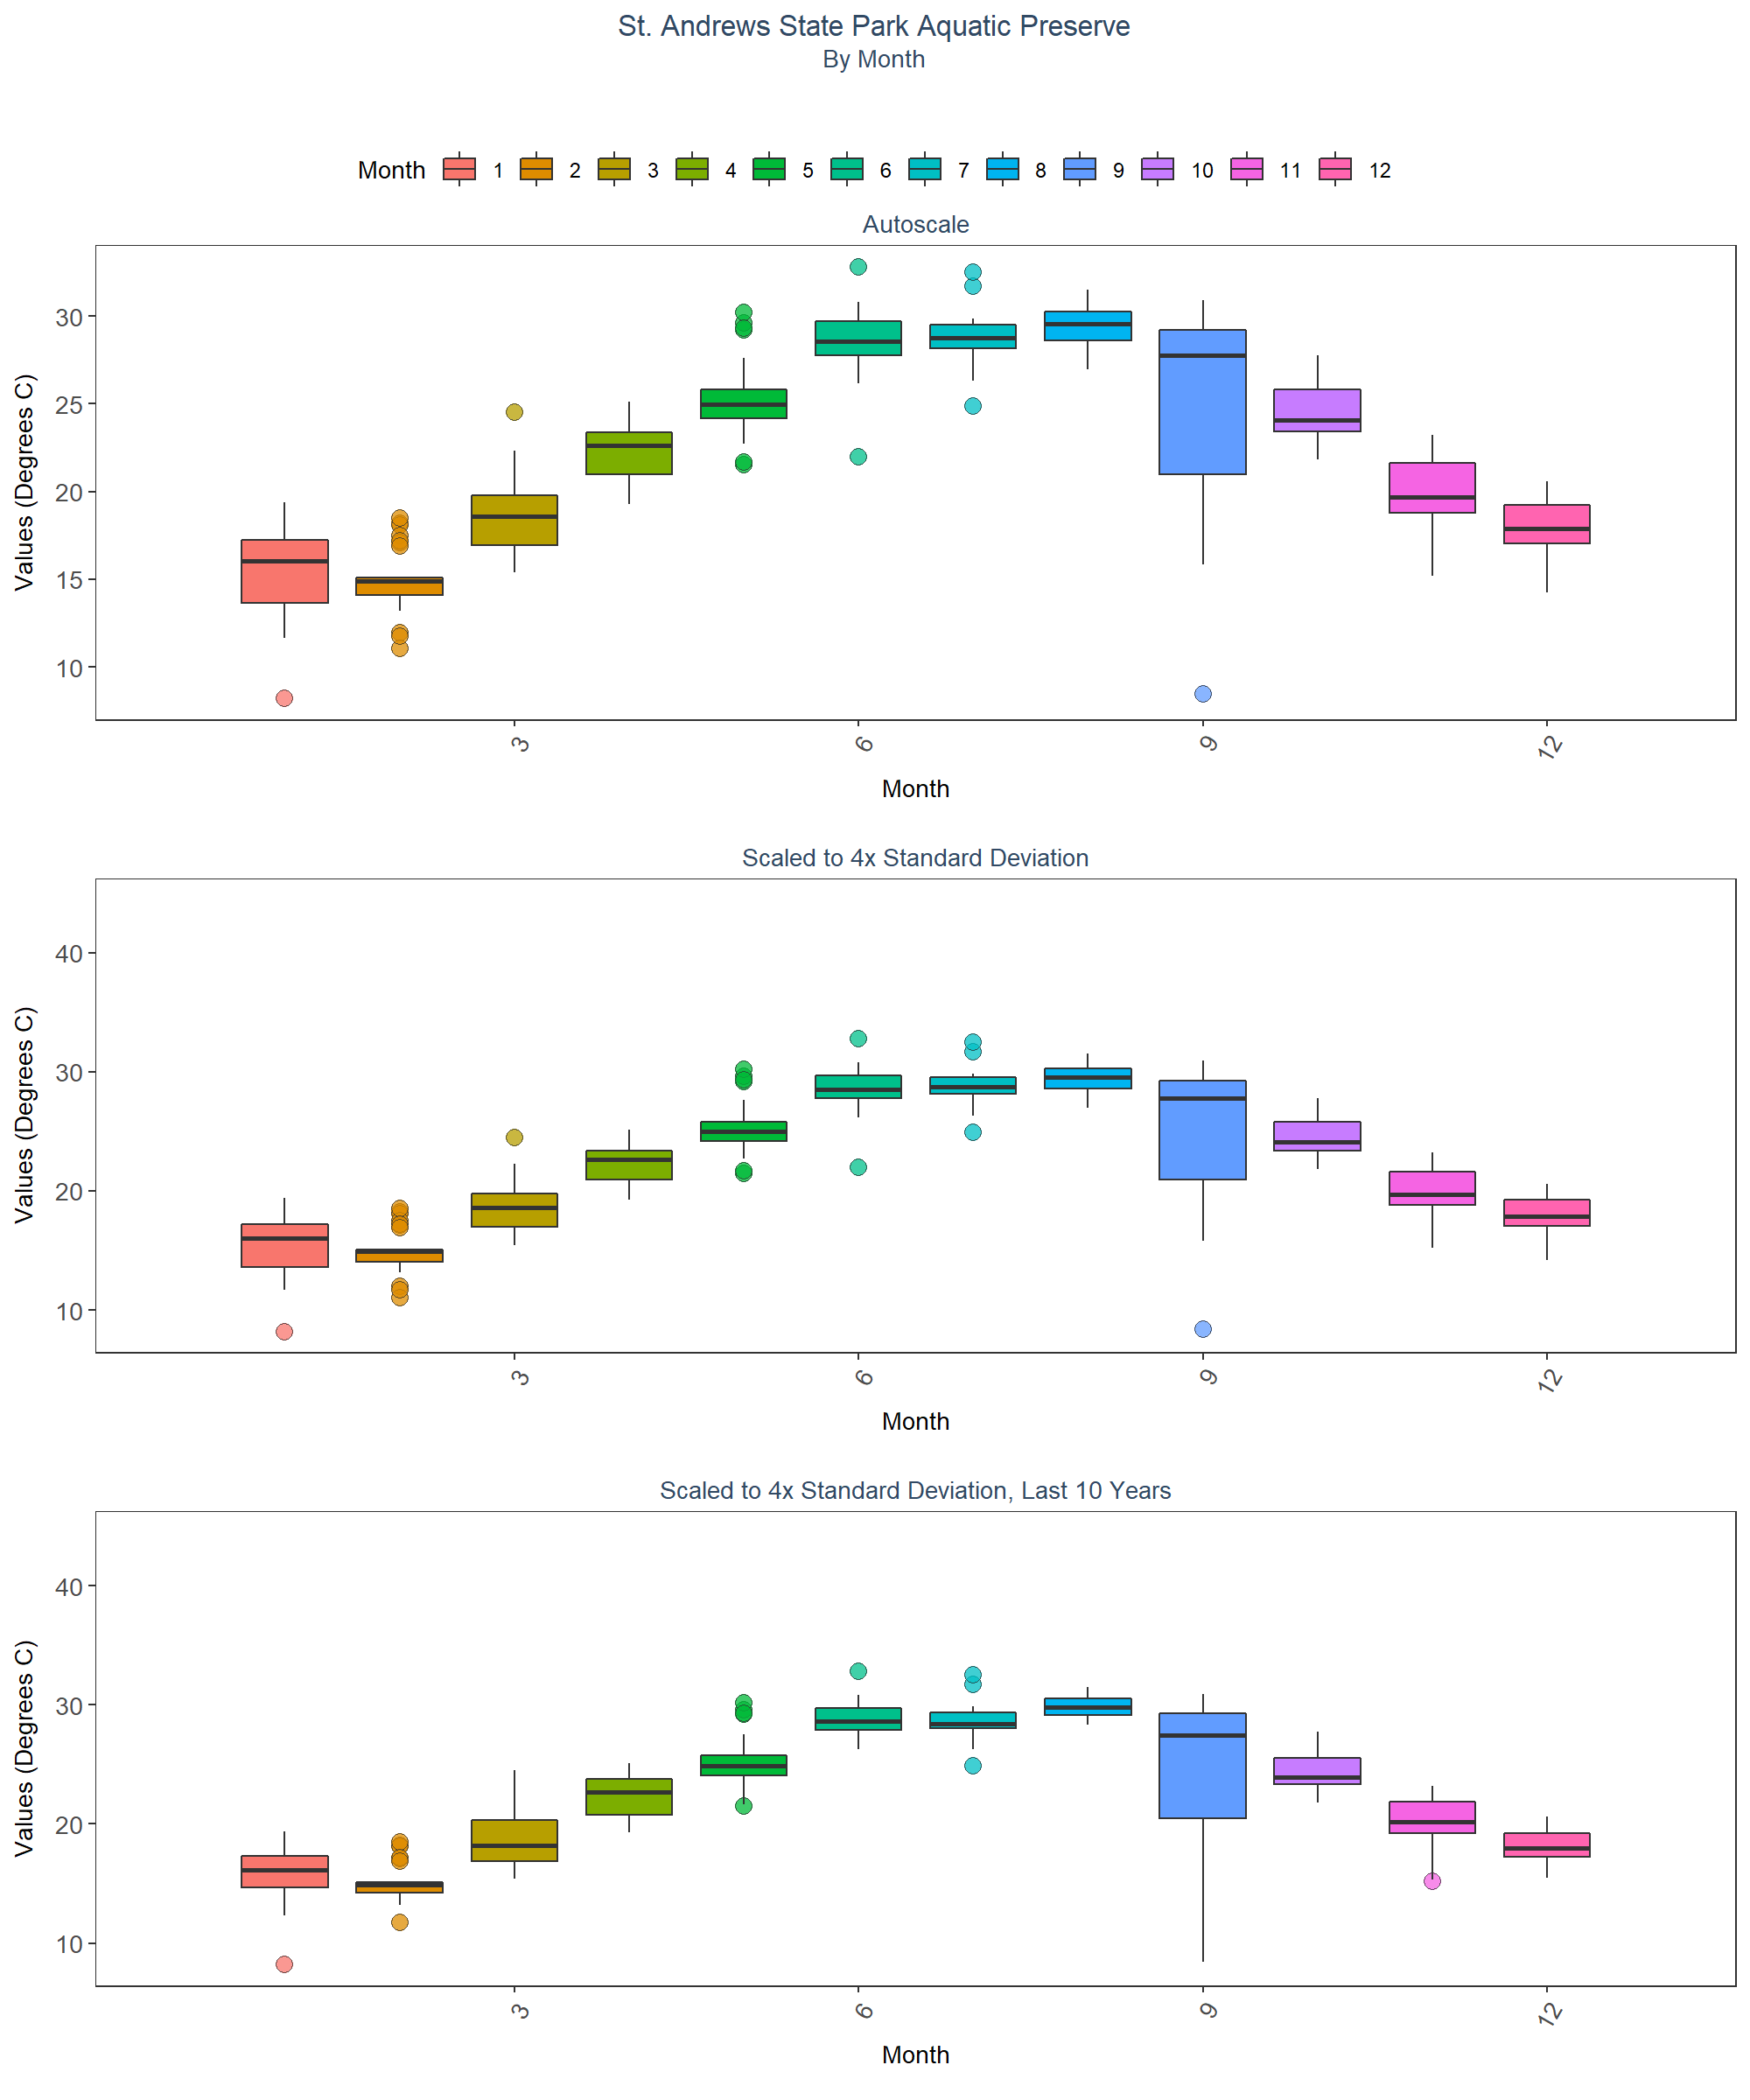 St. Andrews State Park Aquatic Preserve
By Month
Month 1 2 3 4 5 6 7 8 9 10 11 12
Autoscale
Values (Degrees C)
30
25
20
15
10
3 6 9 12
Month
Scaled to 4x Standard Deviation
Values (Degrees C)
40
30
20
10
3 6 9 12
Month
Scaled to 4x Standard Deviation, Last 10 Years
Values (Degrees C)
40
30
20
10
3 6 9 12
Month